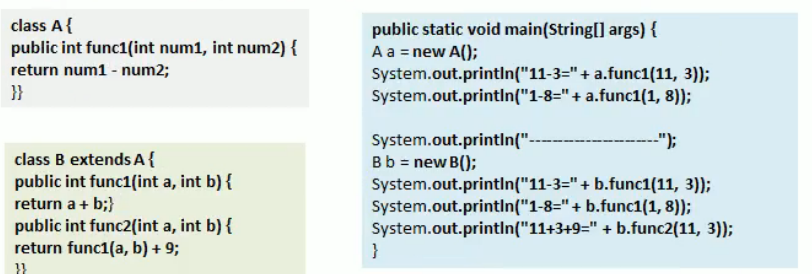 class A {
public int func1(int num1, int num2) {
return num1 - num2;
}}
class B extends A {
public int func1(int a, int b) {
return a + b;}
public int func2(int a, int b) {
return func1(a, b) + 9;
}}
public static void main(String[] args) {
A a = new A();
System.out.println("11-3=" + a.func1(11, 3));
System.out.println("1-8=" + a.func1(1, 8));
System.out.println("-----------------------");
B b = new B();
System.out.println("11-3=" + b.func1(11, 3));
System.out.println("1-8=" + b.func1(1, 8));
System.out.println("11+3+9=" + b.func2(11, 3));
}